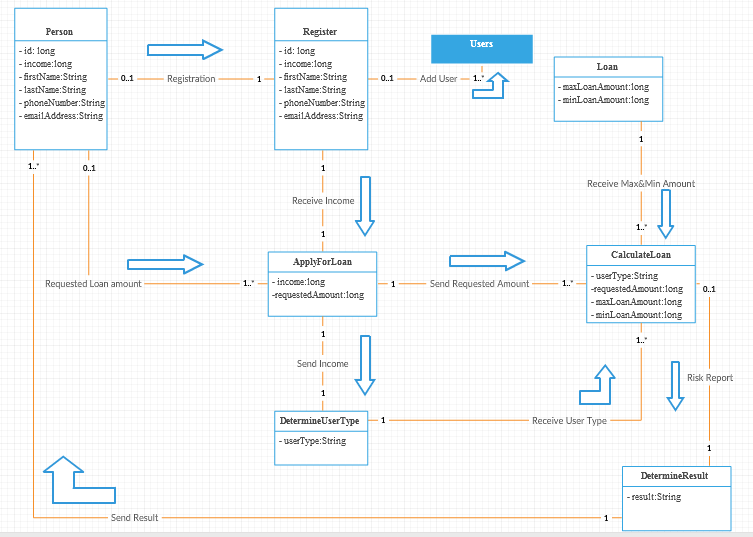 Person
- id: long
- income:long
- firstName:String
- lastName:String
- phoneNumber:String
- emailAddress:String
0..1
Registration
1
Register
- id: long
- income:long
- firstName:String
- lastName:String
- phoneNumber:String
- emailAddress:String
0..1
Add User
1..*
Users
Loan
- maxLoanAmount:long
- minLoanAmount:long
1
Receive Max&Min Amount
1..*
1..*
0..1
1
Receive Income
1
Requested Loan amount
1..*
ApplyForLoan
- income:long
-requestedAmount:long
1
Send Requested Amount
1..*
CalculateLoan
- userType:String
-requestedAmount:long
- maxLoanAmount:long
- minLoanAmount:long
0..1
1
Send Income
1
1..*
Risk Report
1
DetermineUserType
- userType:String
1
Receive User Type
DetermineResult
- result:String
Send Result
1